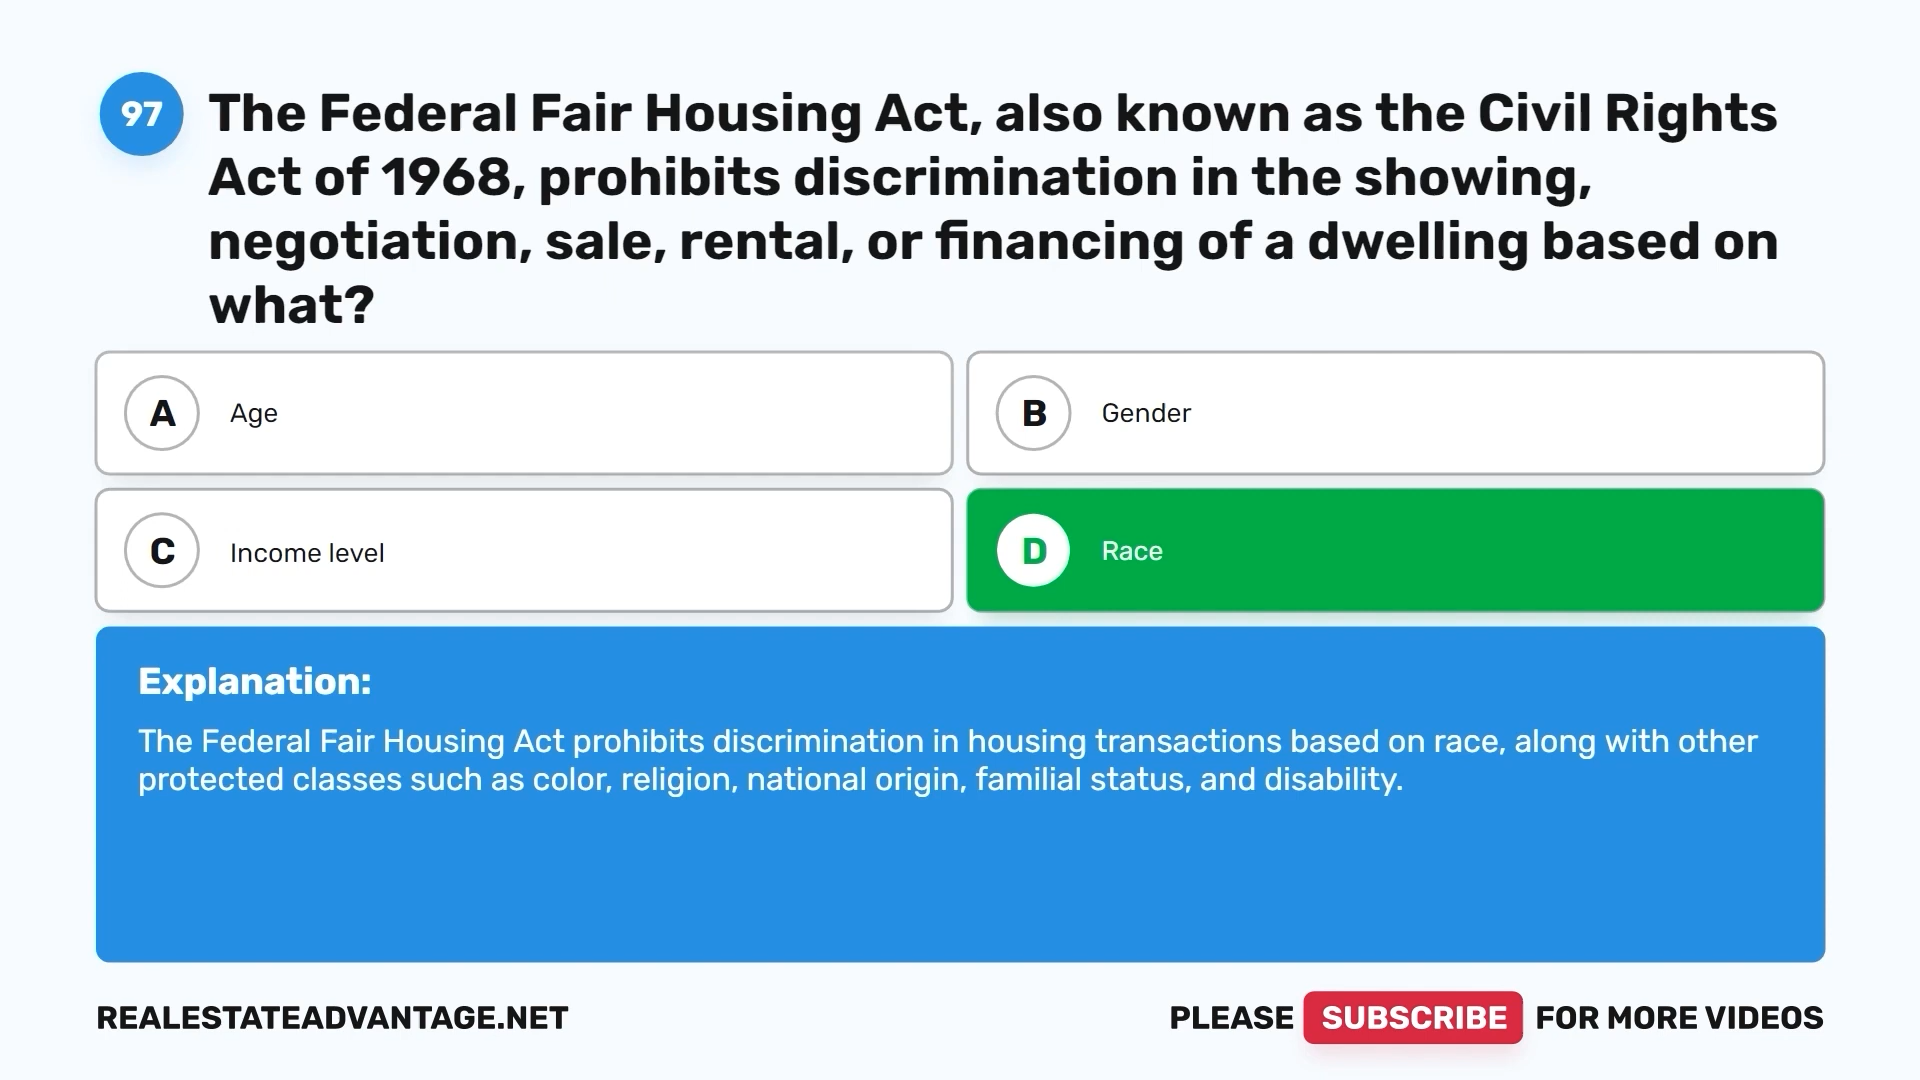 97
The Federal Fair Housing Act, also known as the Civil Rights
Act of 1968, prohibits discrimination in the showing,
negotiation, sale, rental, or financing of a dwelling based on
what?
A Age
B Gender
C Income level
D Race
Explanation:
The Federal Fair Housing Act prohibits discrimination in housing transactions based on race, along with other
protected classes such as color, religion, national origin, familial status, and disability.
REALESTATEADVANTAGE.NET
PLEASE SUBSCRIBE FOR MORE VIDEOS